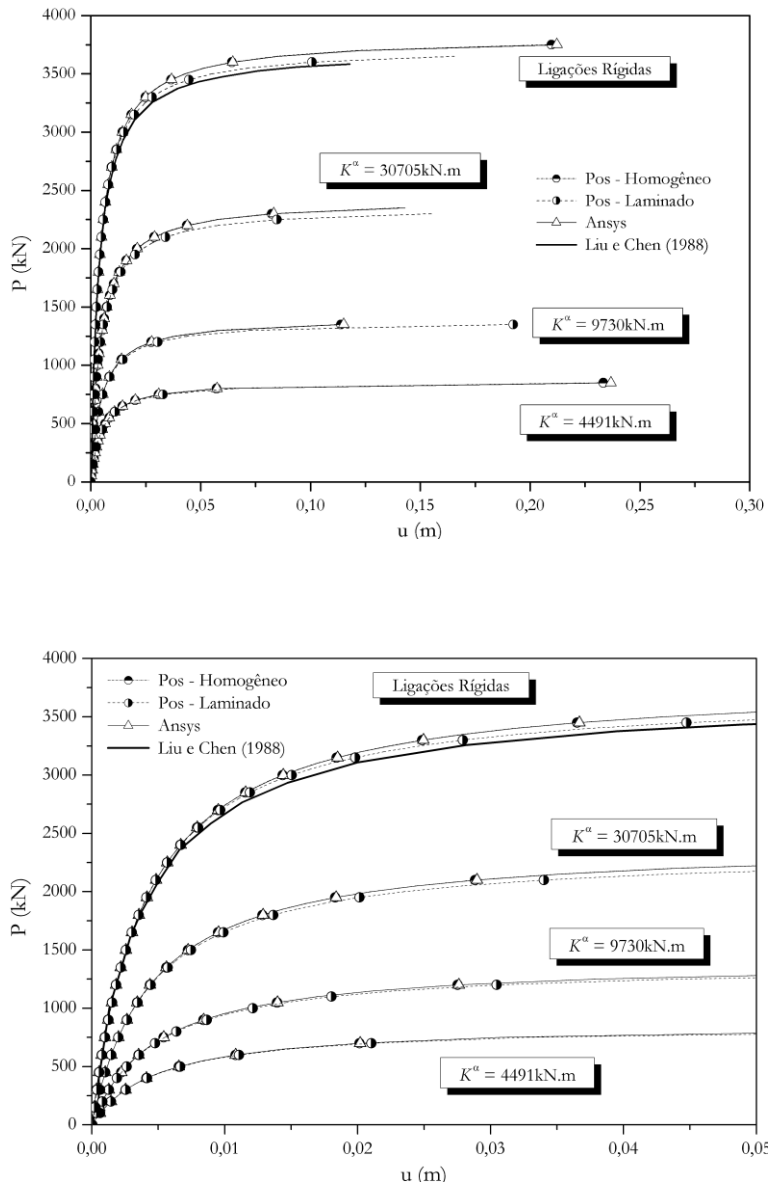 4000
3500
3000
2500
2000
1500
1000
500
0
P (kN)
Ligações Rígidas
K^α = 30705kN.m
Pos - Homogêneo
Pos - Laminado
Ansys
Liu e Chen (1988)
K^α = 9730kN.m
K^α = 4491kN.m
0,00 0,05 0,10 0,15 0,20 0,25 0,30
u (m)
4000
3500
3000
2500
2000
1500
1000
500
0
P (kN)
Pos - Homogêneo
Pos - Laminado
Ansys
Liu e Chen (1988)
Ligações Rígidas
K^α = 30705kN.m
K^α = 9730kN.m
K^α = 4491kN.m
0,00 0,01 0,02 0,03 0,04 0,05
u (m)